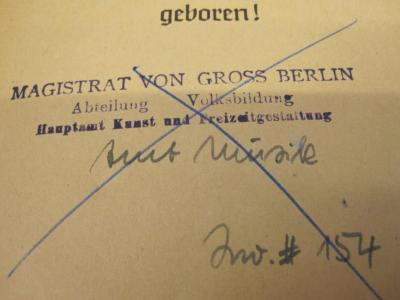 geboren!
MAGISTRAT VON GROSS BERLIN
Abteilung Volksbildung
Hauptamt Kunst und Freizeitgestaltung
Amt Musik
Inv. # 154